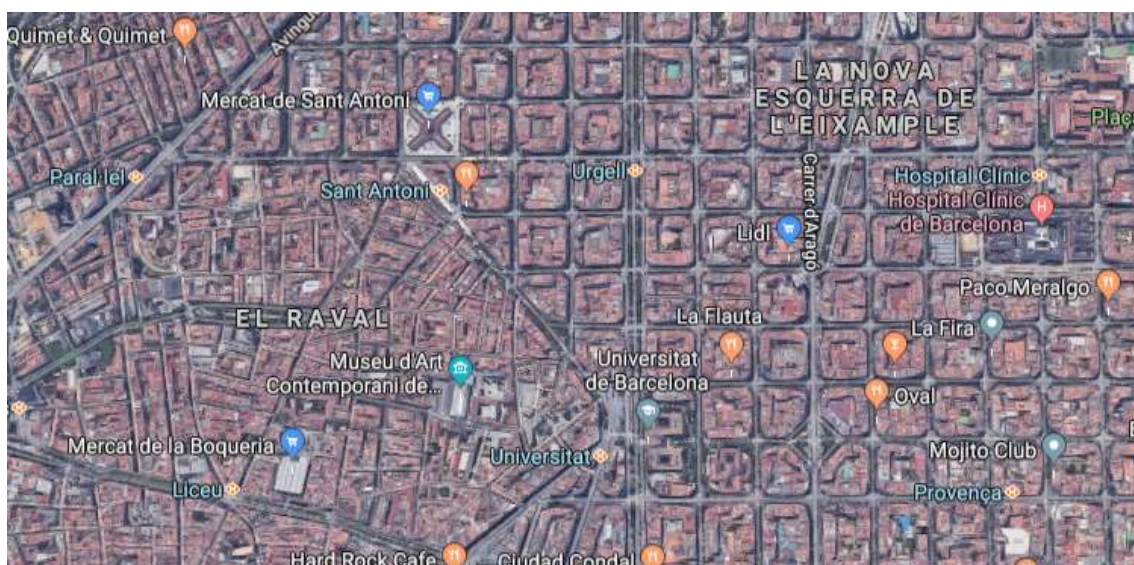 Quimet & Quimet
Mercat de Sant Antoni
LA NOVA
ESQUERRA DE
L'EIXAMPLE
Plaç
Paral·lel
Sant Antoni
Urgell
Carrer d'Aragó
Hospital Clínic
Hospital Clínic
de Barcelona
H
Lidl
Paco Meralgo
EL RAVAL
La Flauta
La Fira
Museu d'Art
Contemporani de...
Universitat
de Barcelona
Oval
Mercat de la Boqueria
Universitat
Mojito Club
Liceu
Provença
Hard Rock Cafe
Ciudad Condal